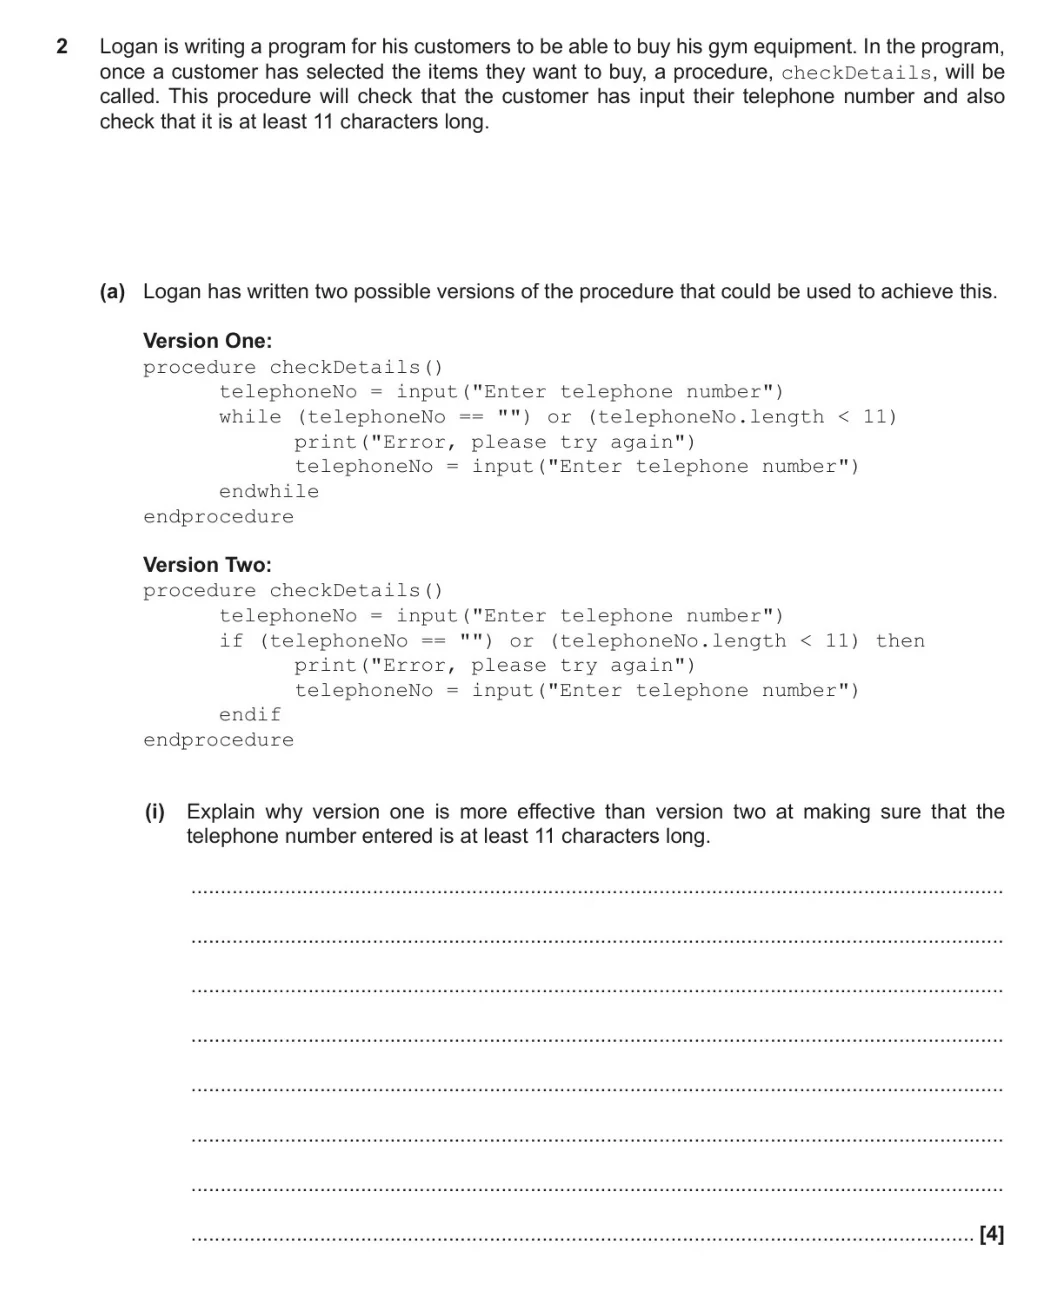 2 Logan is writing a program for his customers to be able to buy his gym equipment. In the program,
once a customer has selected the items they want to buy, a procedure, checkDetails, will be
called. This procedure will check that the customer has input their telephone number and also
check that it is at least 11 characters long.
(a) Logan has written two possible versions of the procedure that could be used to achieve this.
Version One:
procedure checkDetails()
telephoneNo = input("Enter telephone number")
while (telephoneNo == "") or (telephoneNo.length < 11)
print("Error, please try again")
telephoneNo = input("Enter telephone number")
endwhile
endprocedure
Version Two:
procedure checkDetails()
telephoneNo = input("Enter telephone number")
if (telephoneNo == "") or (telephoneNo.length < 11) then
print("Error, please try again")
telephoneNo = input("Enter telephone number")
endif
endprocedure
(i) Explain why version one is more effective than version two at making sure that the
telephone number entered is at least 11 characters long.
[4]